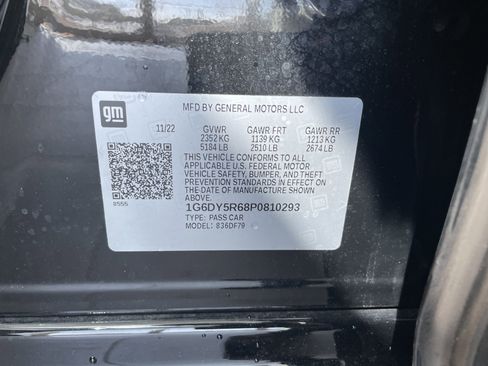 gm
MFD BY GENERAL MOTORS LLC
11/22 GVWR GAWR FRT GAWR RR
2352 KG 1139 KG 1213 KG
5184 LB 2510 LB 2674 LB
THIS VEHICLE CONFORMS TO ALL
APPLICABLE U.S. FEDERAL MOTOR
VEHICLE SAFETY, BUMPER, AND THEFT
PREVENTION STANDARDS IN EFFECT
ON THE DATE OF MANUFACTURE SHOWN
ABOVE.
1G6DY5R68P0810293
TYPE: PASS CAR
MODEL: 836DF79